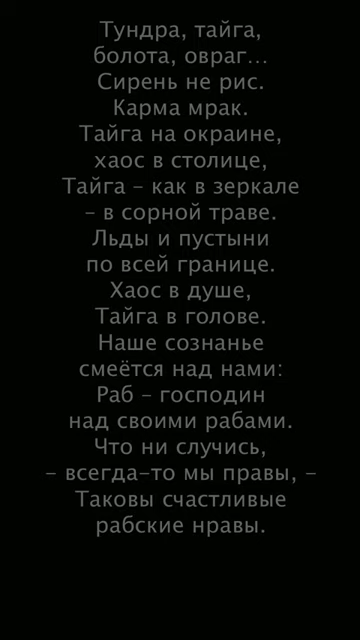 Тундра, тайга,
болота, овраг...
Сирень не рис.
Карма мрак.
Тайга на окраине,
хаос в столице,
Тайга – как в зеркале
– в сорной траве.
Льды и пустыни
по всей границе.
Хаос в душе,
Тайга в голове.
Наше сознанье
смеётся над нами:
Раб – господин
над своими рабами.
Что ни случись,
– всегда-то мы правы, –
Таковы счастливые
рабские нравы.